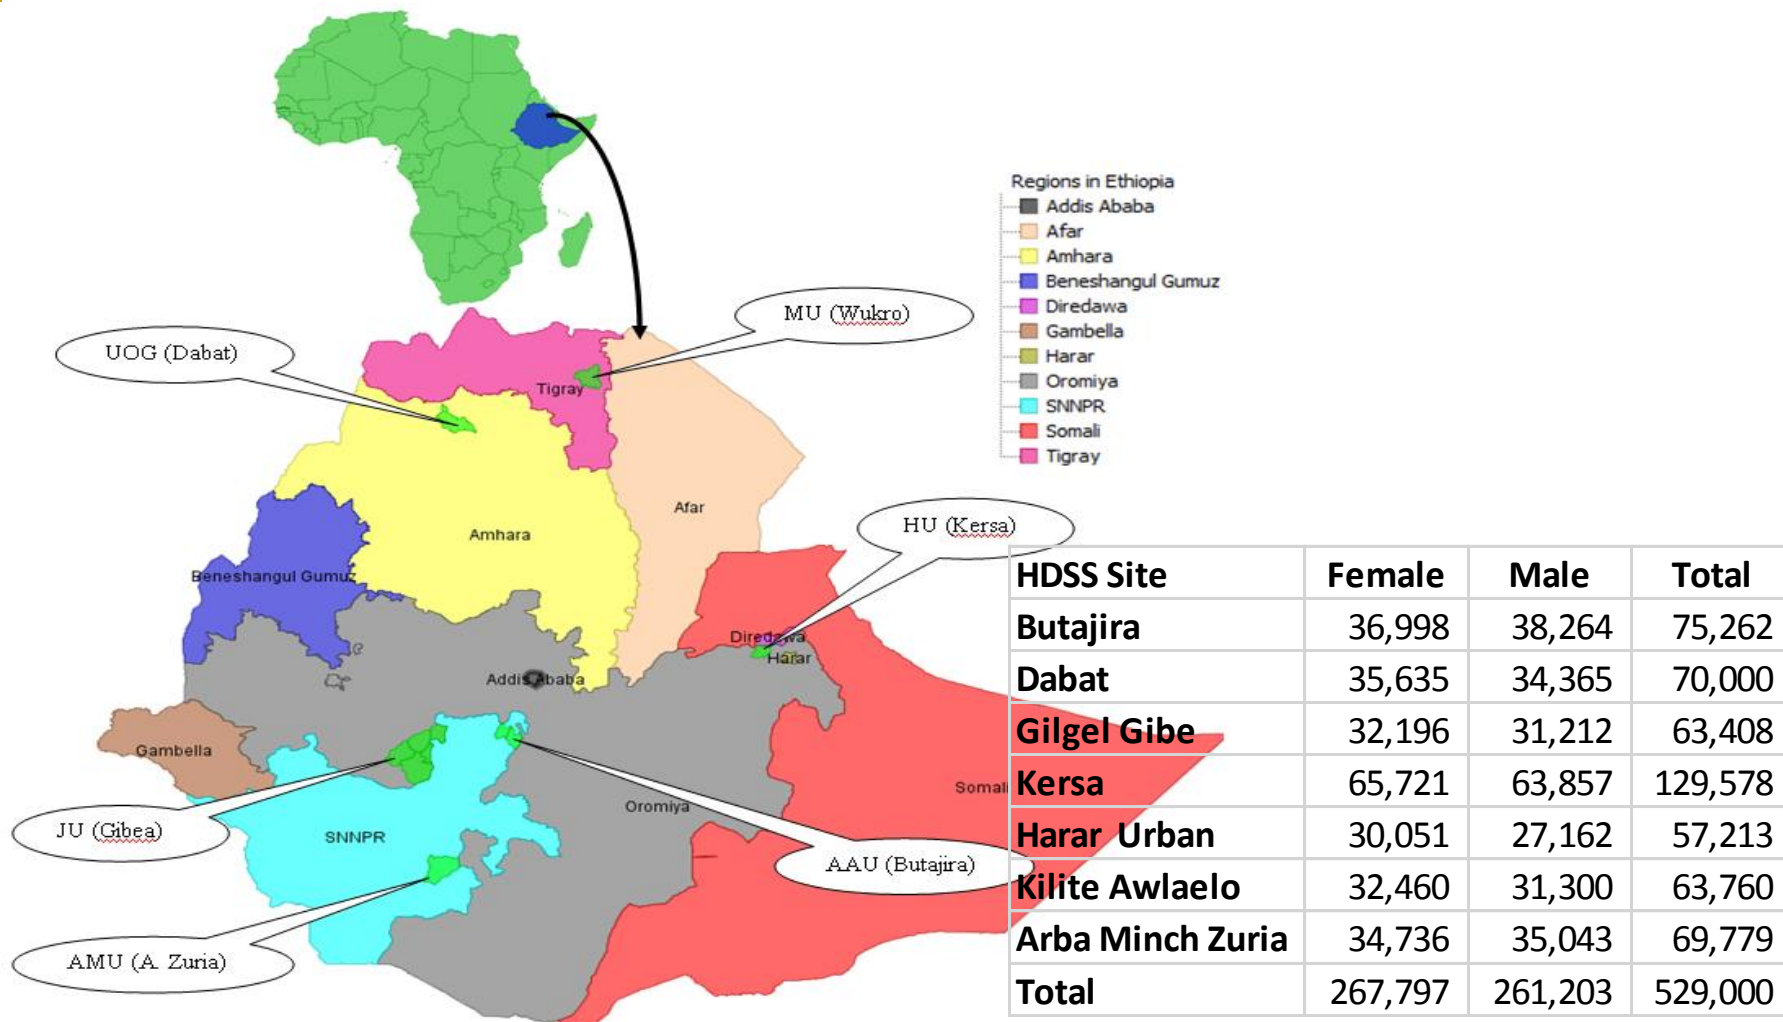 Regions in Ethiopia
Addis Ababa
Afar
Amhara
Beneshangul Gumuz
Diredawa
Gambella
Harar
Oromiya
SNNPR
Somali
Tigray
MU (Wukro)
UOG (Dabat)
Tigray
Afar
HU (Kersa)
Amhara
Beneshangul Gumuz
Diredawa
Harar
Addis Ababa
Gambella
Somali
Oromiya
JU (Gibea)
SNNPR
AAU (Butajira)
AMU (A. Zuria)
HDSS Site Female Male Total
Butajira 36,998 38,264 75,262
Dabat 35,635 34,365 70,000
Gilgel Gibe 32,196 31,212 63,408
Kersa 65,721 63,857 129,578
Harar Urban 30,051 27,162 57,213
Kilite Awlaelo 32,460 31,300 63,760
Arba Minch Zuria 34,736 35,043 69,779
Total 267,797 261,203 529,000